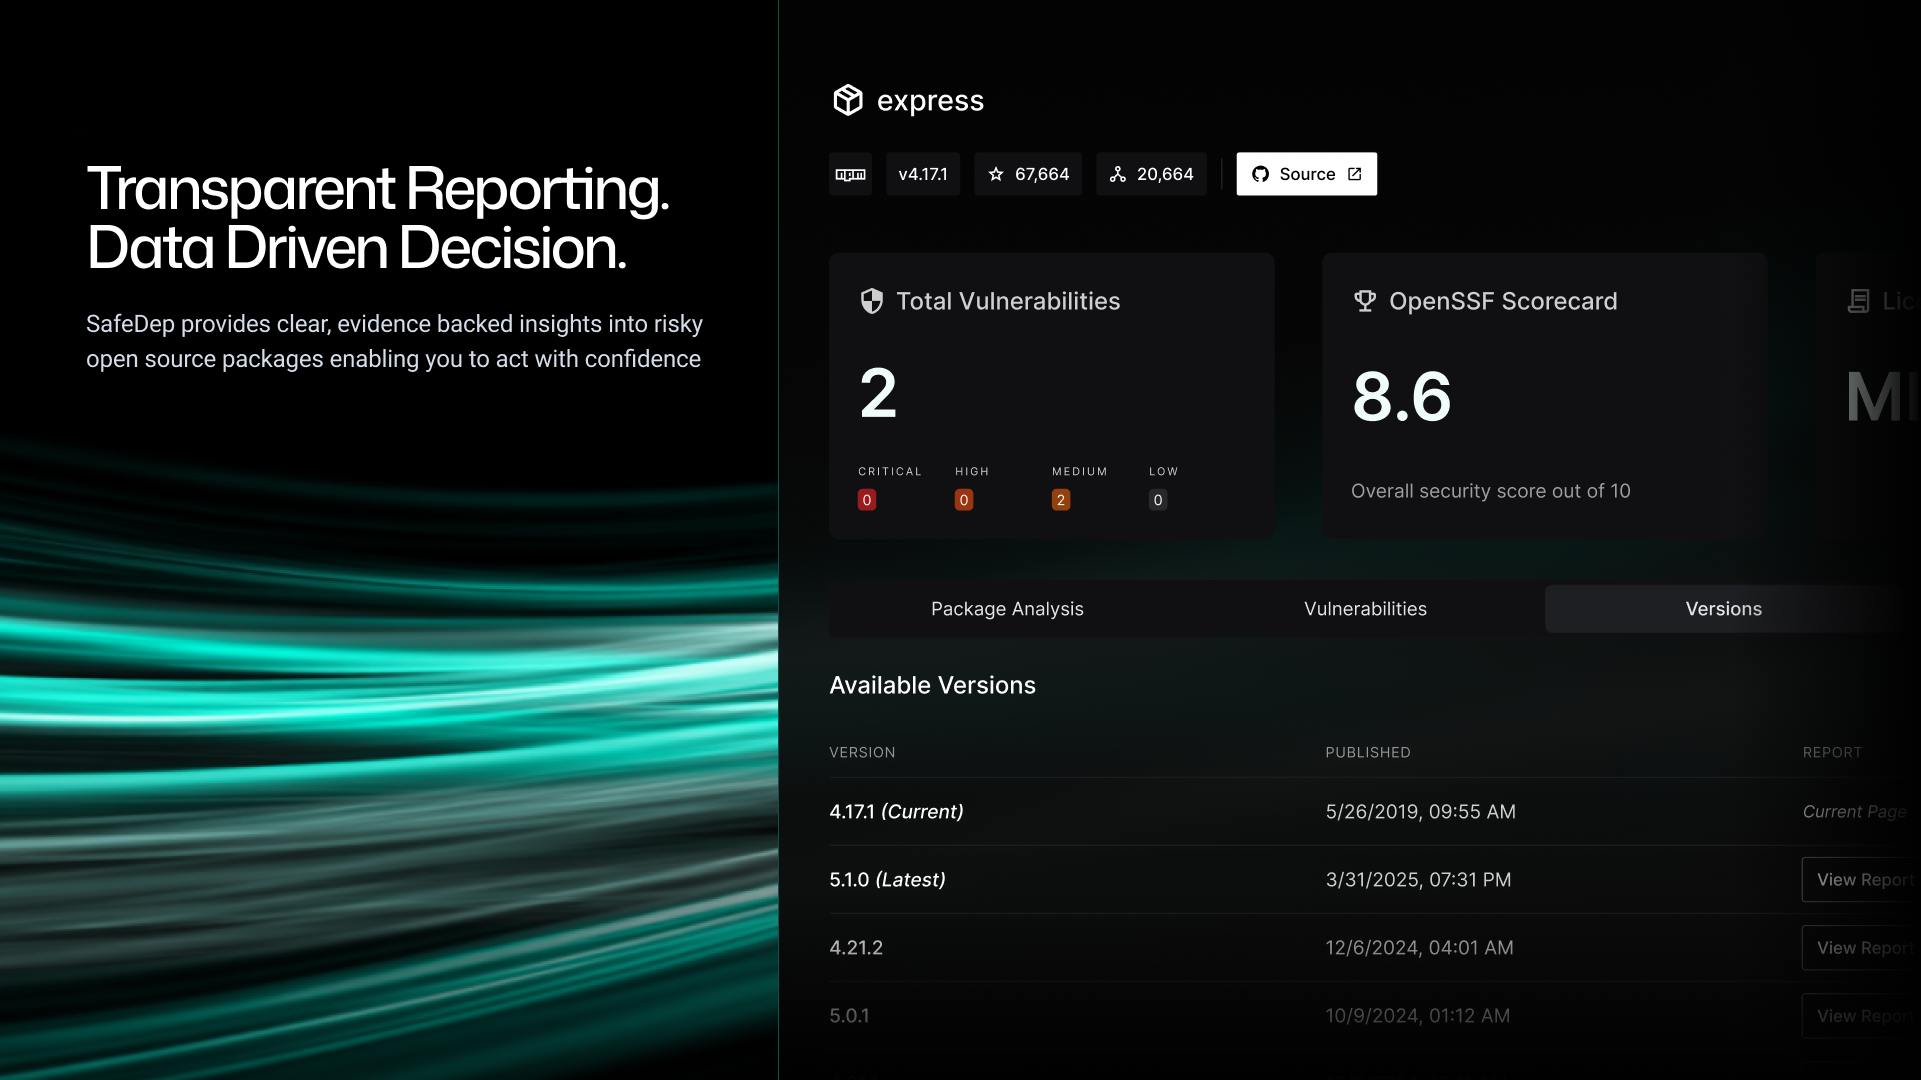 Transparent Reporting.
Data Driven Decision.
SafeDep provides clear, evidence backed insights into risky
open source packages enabling you to act with confidence
express
npm v4.17.1 67,664 20,664 Source
Total Vulnerabilities
2
CRITICAL HIGH MEDIUM LOW
0 0 2 0
OpenSSF Scorecard
8.6
Overall security score out of 10
Package Analysis Vulnerabilities Versions
Available Versions
VERSION PUBLISHED REPORT
4.17.1 (Current) 5/26/2019, 09:55 AM Current Page
5.1.0 (Latest) 3/31/2025, 07:31 PM View Report
4.21.2 12/6/2024, 04:01 AM View Report
5.0.1 10/9/2024, 01:12 AM View Report